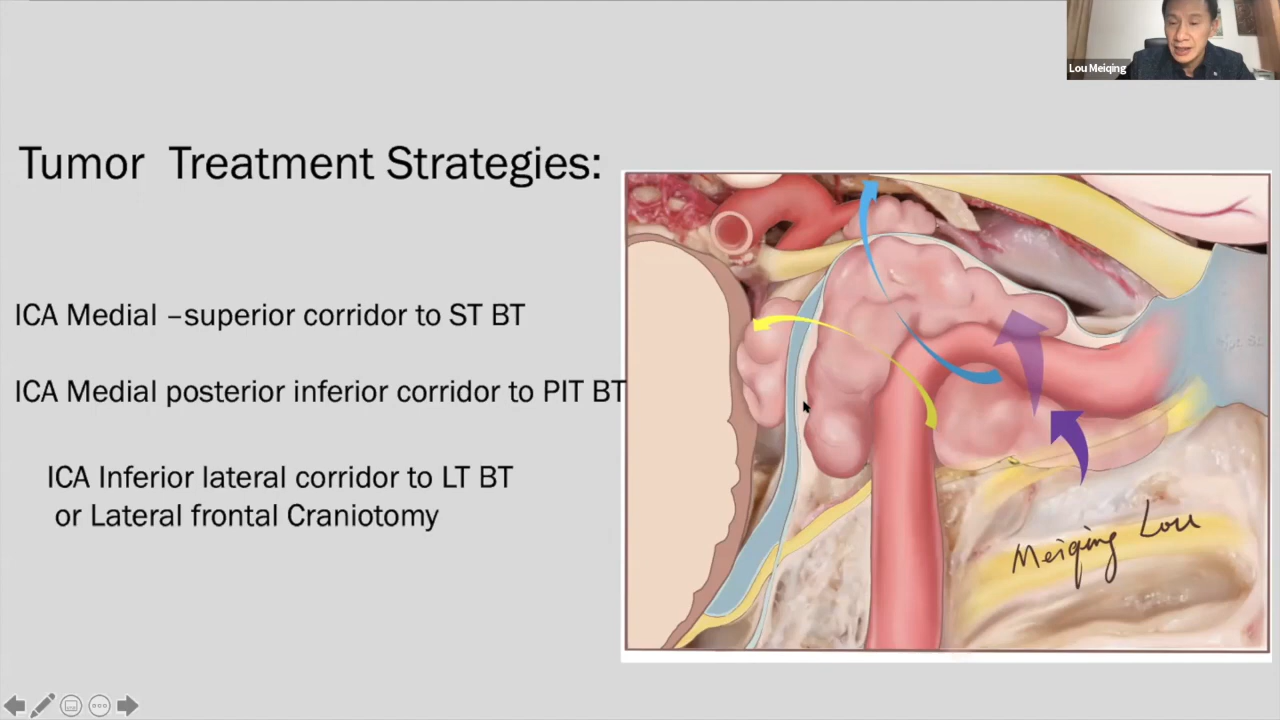 Lou Meiqing
Tumor Treatment Strategies:
ICA Medial –superior corridor to ST BT
ICA Medial posterior inferior corridor to PIT BT
ICA Inferior lateral corridor to LT BT
or Lateral frontal Craniotomy
Meiqing Lou